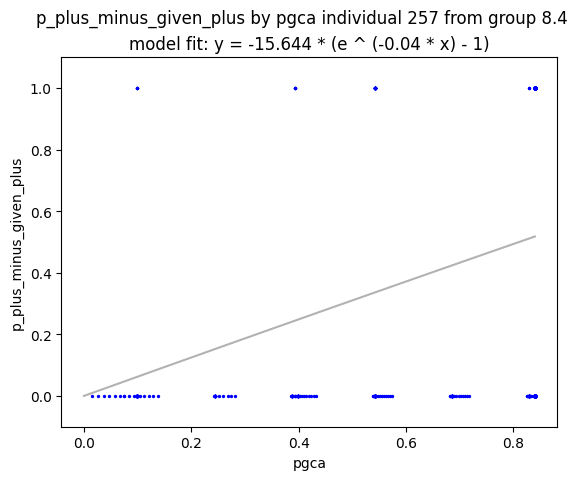 p_plus_minus_given_plus by pgca individual 257 from group 8.4
model fit: y = -15.644 * (e ^ (-0.04 * x) - 1)
1.0
0.8
0.6
0.4
0.2
0.0
p_plus_minus_given_plus
0.0 0.2 0.4 0.6 0.8
pgca